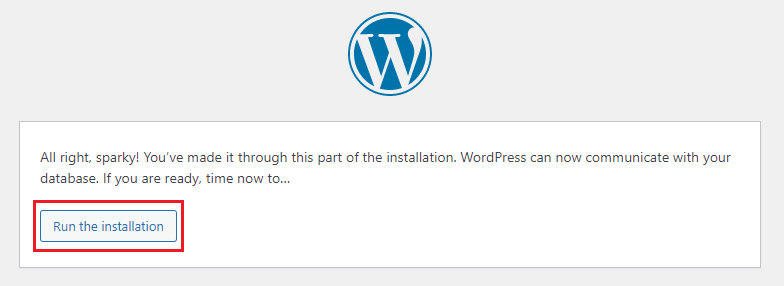 All right, sparky! You’ve made it through this part of the installation. WordPress can now communicate with your
database. If you are ready, time now to…
Run the installation